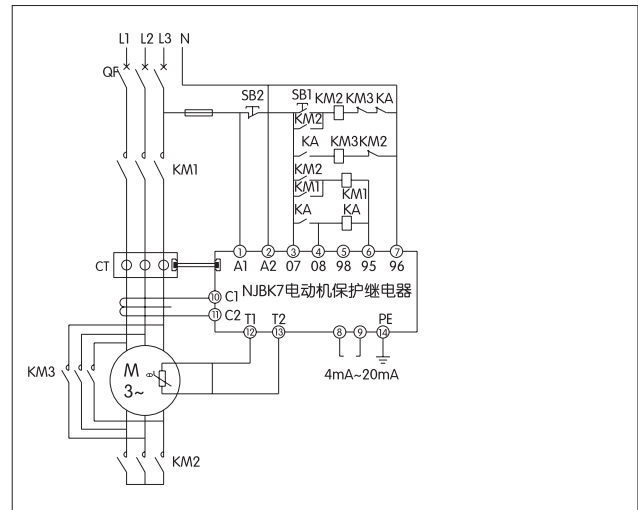 L1 L2 L3 N
QF
SB2 SB1 KM2 KM3 KA
KM2
KA KM3 KM2
KM1
KM2
KM1 KM1
KA KA
CT
① ② ③ ④ ⑤ ⑥ ⑦
A1 A2 07 08 98 95 96
NJBK7电动机保护继电器
⑩ C1
⑪ C2
T1 T2 PE
⑫ ⑬ ⑧ ⑨ ⑭
4mA~20mA
KM3
M
3~
KM2